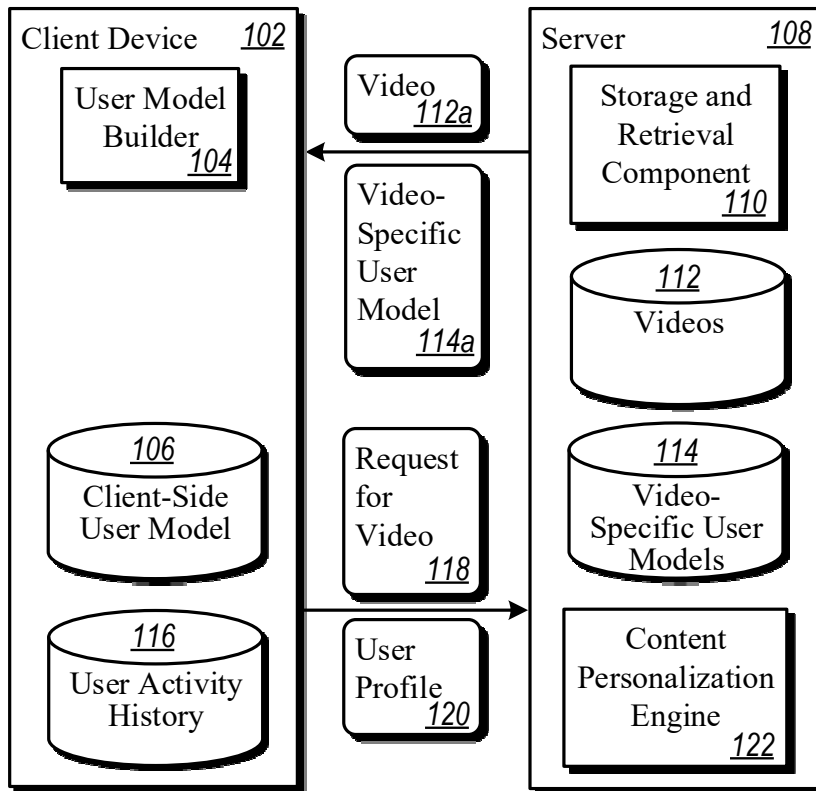 Client Device 102
User Model
Builder
104
106
Client-Side
User Model
116
User Activity
History
Video
112a
Video-
Specific
User
Model
114a
Request
for
Video
118
User
Profile
120
Server 108
Storage and
Retrieval
Component
110
112
Videos
114
Video-
Specific User
Models
Content
Personalization
Engine
122